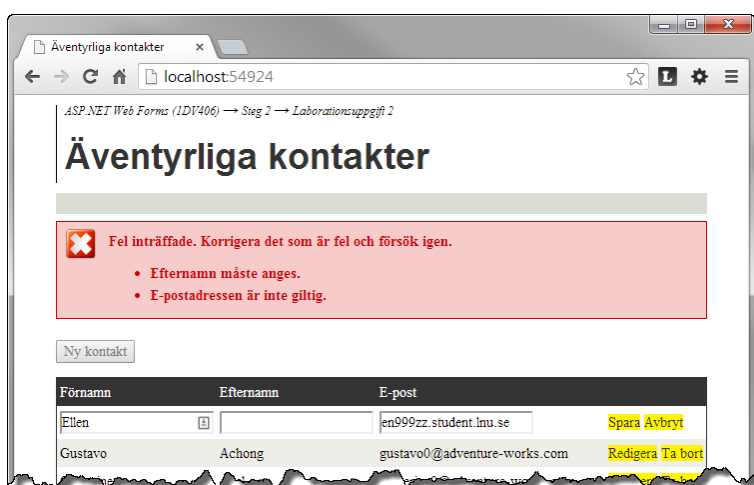 Äventyrliga kontakter
localhost:54924
ASP.NET Web Forms (1DV406) → Steg 2 → Laborationsuppgift 2
Äventyrliga kontakter
Fel inträffade. Korrigera det som är fel och försök igen.
• Efternamn måste anges.
• E-postadressen är inte giltig.
Ny kontakt
Förnamn Efternamn E-post
Ellen en999zz.student.lnu.se Spara Avbryt
Gustavo Achong gustavo0@adventure-works.com Redigera Ta bort